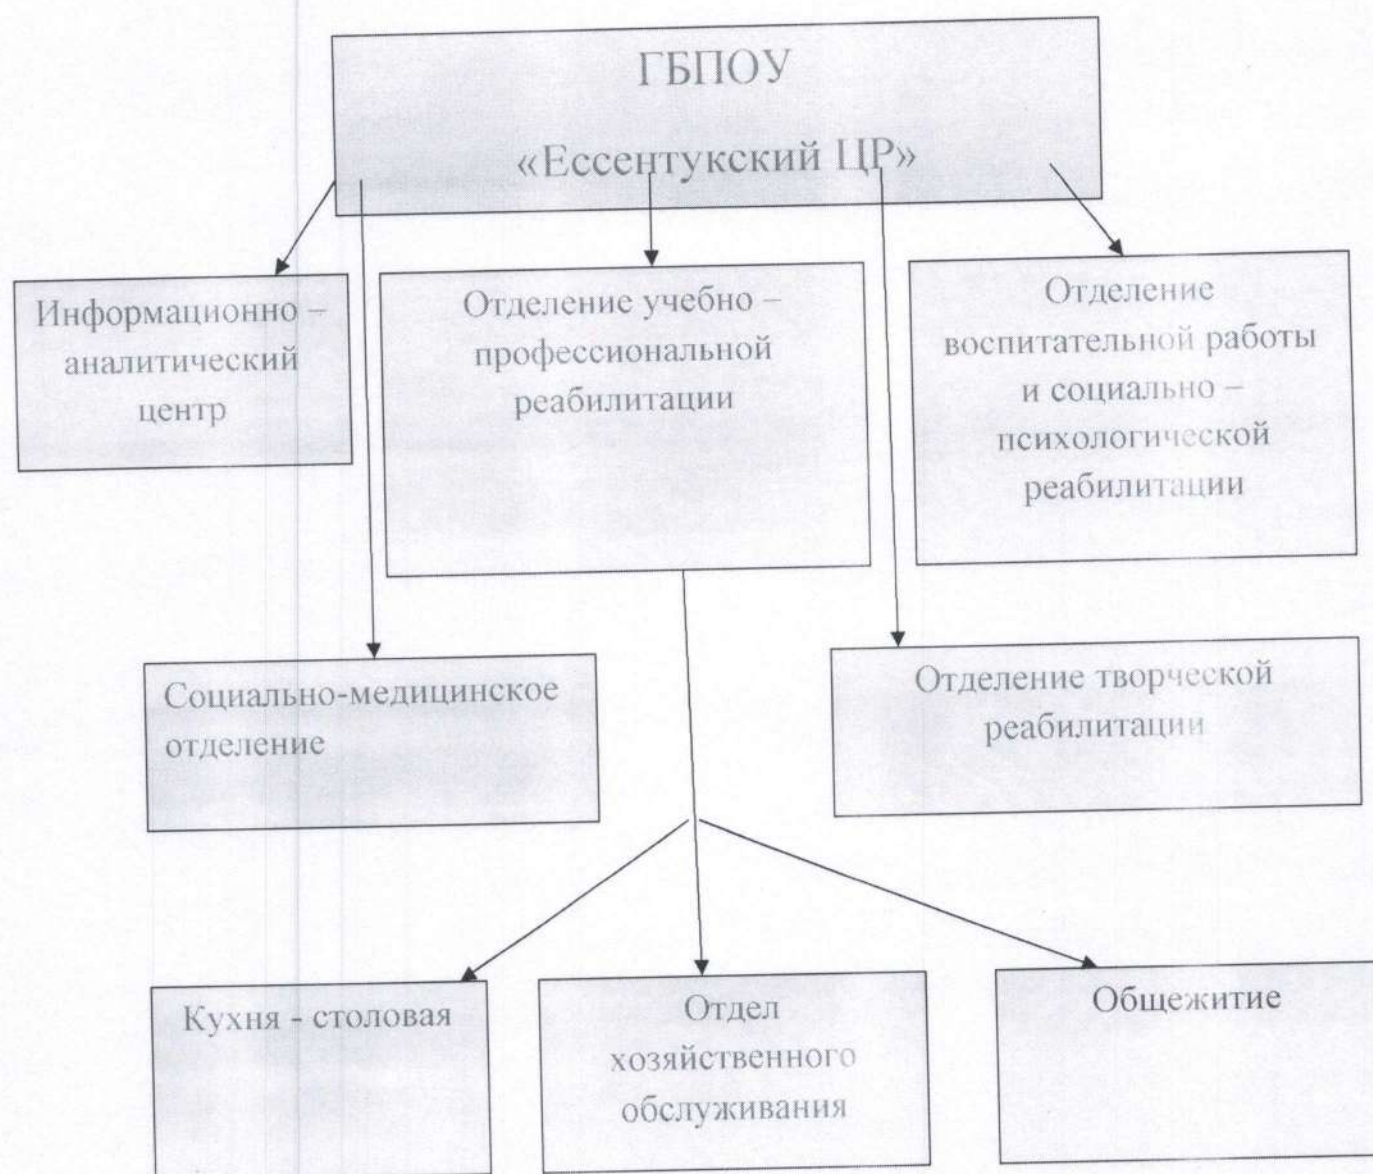 ГБПОУ
«Ессентукский ЦР»
Информационно –
аналитический
центр
Отделение учебно –
профессиональной
реабилитации
Отделение
воспитательной работы
и социально –
психологической
реабилитации
Социально-медицинское
отделение
Отделение творческой
реабилитации
Кухня - столовая
Отдел
хозяйственного
обслуживания
Общежитие